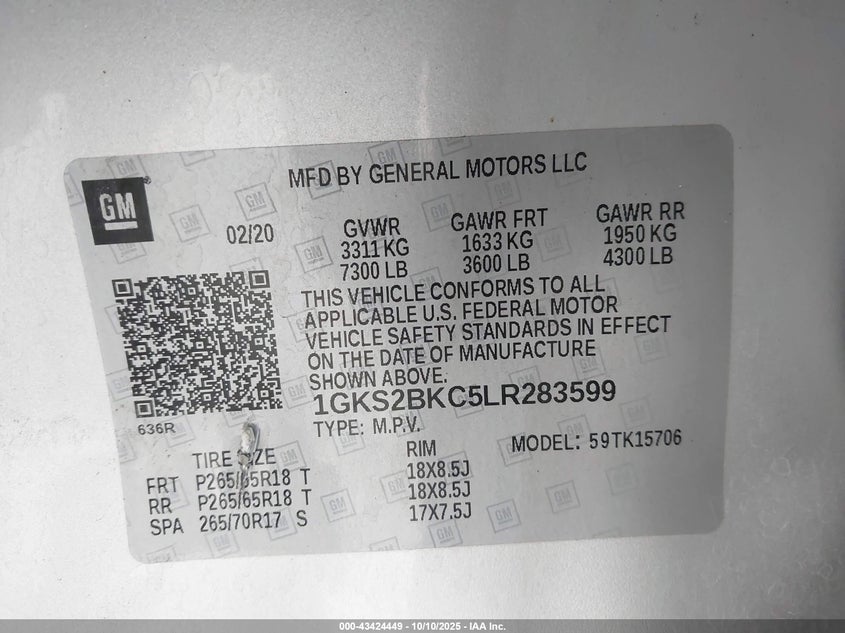 GM
MFD BY GENERAL MOTORS LLC
02/20
GVWR GAWR FRT GAWR RR
3311 KG 1633 KG 1950 KG
7300 LB 3600 LB 4300 LB
THIS VEHICLE CONFORMS TO ALL
APPLICABLE U.S. FEDERAL MOTOR
VEHICLE SAFETY STANDARDS IN EFFECT
ON THE DATE OF MANUFACTURE
SHOWN ABOVE.
1GKS2BKC5LR283599
636R
TYPE: M.P.V.
MODEL: 59TK15706
TIRE SIZE RIM
FRT P265/65R18 T 18X8.5J
RR P265/65R18 T 18X8.5J
SPA 265/70R17 S 17X7.5J
000-43424449 - 10/10/2025 - IAA Inc.